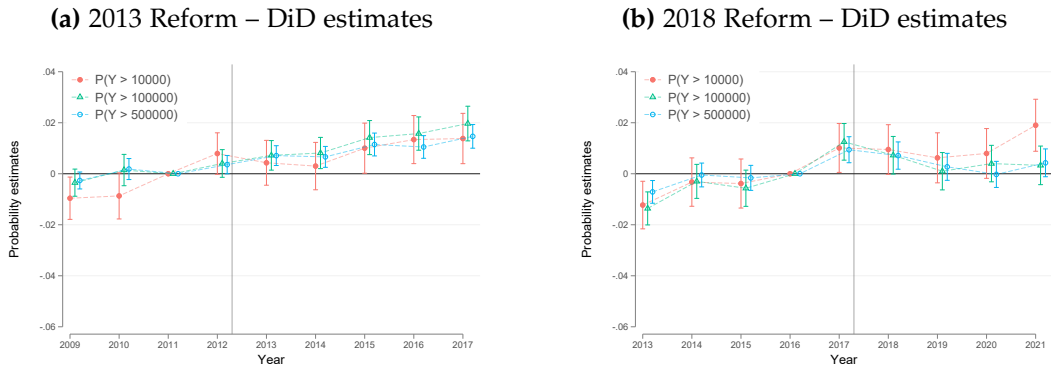 (a) 2013 Reform – DiD estimates
P(Y > 10000)
P(Y > 100000)
P(Y > 500000)
Probability estimates
.04
.02
0
-.02
-.04
-.06
2009 2010 2011 2012 2013 2014 2015 2016 2017
Year
(b) 2018 Reform – DiD estimates
P(Y > 10000)
P(Y > 100000)
P(Y > 500000)
Probability estimates
.04
.02
0
-.02
-.04
-.06
2013 2014 2015 2016 2017 2018 2019 2020 2021
Year